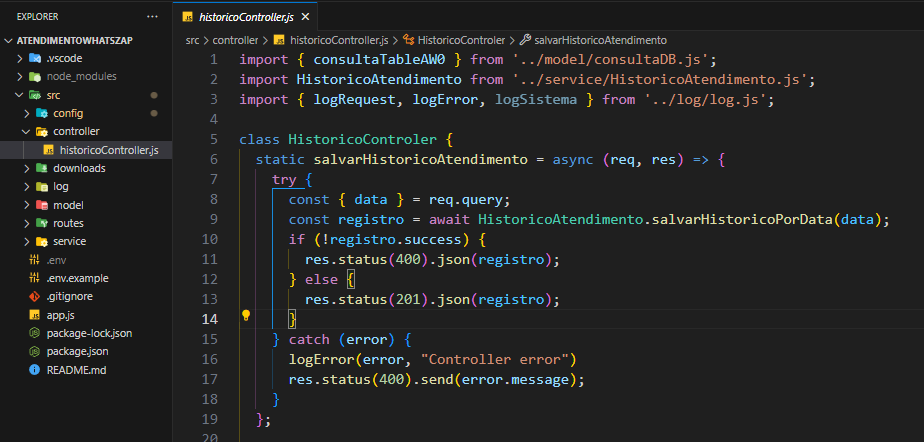 EXPLORER ···
ATENDIMENTOWHATSZAP
.vscode
node_modules
src
config
controller
historicoController.js
downloads
log
model
routes
service
.env
.env.example
.gitignore
app.js
package-lock.json
package.json
README.md
JS historicoController.js ×
src > controller > JS historicoController.js > HistoricoControler > salvarHistoricoAtendimento
1 import { consultaTableAW0 } from '../model/consultaDB.js';
2 import HistoricoAtendimento from '../service/HistoricoAtendimento.js';
3 import { logRequest, logError, logSistema } from '../log/log.js';
4
5 class HistoricoControler {
6 static salvarHistoricoAtendimento = async (req, res) => {
7 try {
8 const { data } = req.query;
9 const registro = await HistoricoAtendimento.salvarHistoricoPorData(data);
10 if (!registro.success) {
11 res.status(400).json(registro);
12 } else {
13 res.status(201).json(registro);
14 }
15 } catch (error) {
16 logError(error, "Controller error")
17 res.status(400).send(error.message);
18 }
19 };
20